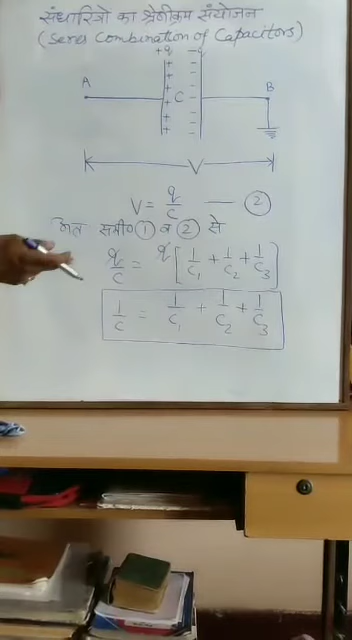 संधारित्रो का श्रेनीक्रम संयोजन
(Series Combination of Capacitors)
+q -q
A C B
V
V = q/C — ②
अतः समी० ① व ② से
q/C = q [1/C₁ + 1/C₂ + 1/C₃]
1/C = 1/C₁ + 1/C₂ + 1/C₃